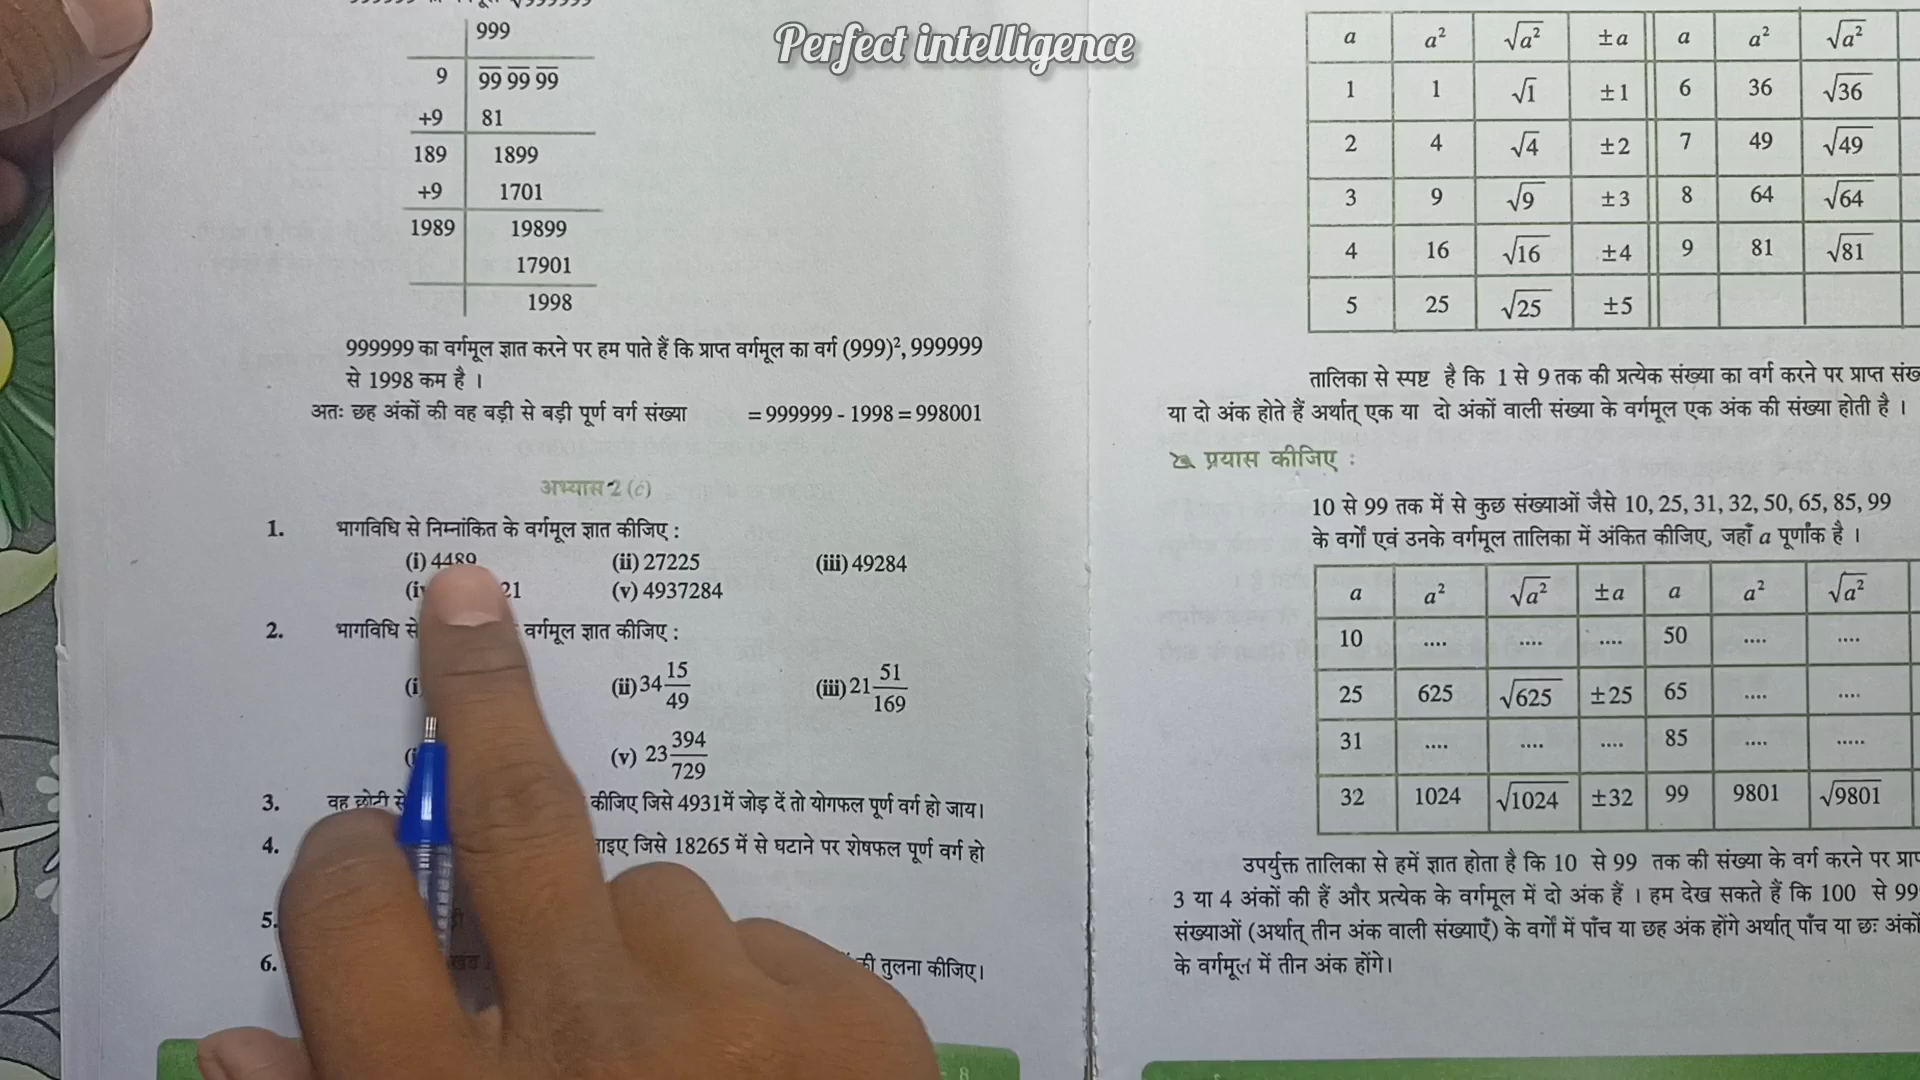 Perfect intelligence
999
9 99 99 99
+9 81
189 1899
+9 1701
1989 19899
17901
1998
999999 का वर्गमूल ज्ञात करने पर हम पाते हैं कि प्राप्त वर्गमूल का वर्ग (999)², 999999
से 1998 कम है ।
अतः छह अंकों की वह बड़ी से बड़ी पूर्ण वर्ग संख्या = 999999 - 1998 = 998001
अभ्यास 2 (c)
1. भागविधि से निम्नांकित के वर्गमूल ज्ञात कीजिए :
(i) 4489 (ii) 27225 (iii) 49284
21 (v) 4937284
2. भागविधि से वर्गमूल ज्ञात कीजिए :
(ii) 34 15/49 (iii) 21 51/169
(v) 23 394/729
3. वह छोटी से कीजिए जिसे 4931 में जोड़ दें तो योगफल पूर्ण वर्ग हो जाय।
4. जिसे 18265 में से घटाने पर शेषफल पूर्ण वर्ग हो
5.
6. की तुलना कीजिए।
8
a a² √a² ±a a a² √a²
1 1 √1 ±1 6 36 √36
2 4 √4 ±2 7 49 √49
3 9 √9 ±3 8 64 √64
4 16 √16 ±4 9 81 √81
5 25 √25 ±5
तालिका से स्पष्ट है कि 1 से 9 तक की प्रत्येक संख्या का वर्ग करने पर प्राप्त
या दो अंक होते हैं अर्थात् एक या दो अंकों वाली संख्या के वर्गमूल एक अंक की संख्या होती है ।
प्रयास कीजिए :
10 से 99 तक में से कुछ संख्याओं जैसे 10, 25, 31, 32, 50, 65, 85, 99
के वर्गों एवं उनके वर्गमूल तालिका में अंकित कीजिए, जहाँ a पूर्णांक है ।
a a² √a² ±a a a² √a²
10 .... .... .... 50 .... ....
25 625 √625 ±25 65 .... ....
31 .... .... .... 85 .... .....
32 1024 √1024 ±32 99 9801 √9801
उपर्युक्त तालिका से हमें ज्ञात होता है कि 10 से 99 तक की संख्या के वर्ग करने पर
3 या 4 अंकों की हैं और प्रत्येक के वर्गमूल में दो अंक हैं । हम देख सकते हैं कि 100 से
संख्याओं (अर्थात् तीन अंक वाली संख्याएँ) के वर्गों में पाँच या छह अंक होंगे अर्थात् पाँच या छः
के वर्गमूल में तीन अंक होंगे।